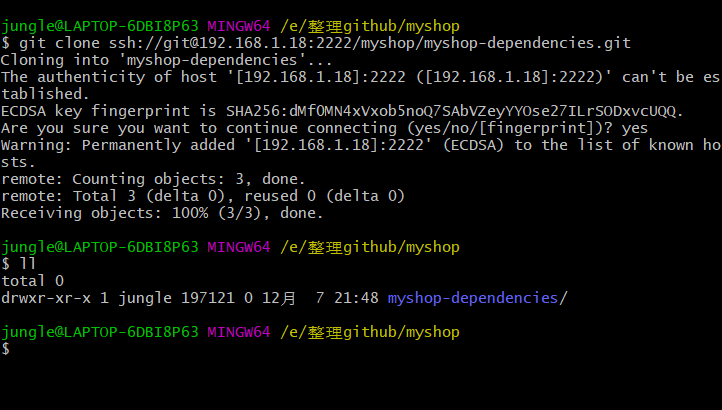 jungle@LAPTOP-6DBI8P63 MINGW64 /e/整理github/myshop
$ git clone ssh://git@192.168.1.18:2222/myshop/myshop-dependencies.git
Cloning into 'myshop-dependencies'...
The authenticity of host '[192.168.1.18]:2222 ([192.168.1.18]:2222)' can't be es
tablished.
ECDSA key fingerprint is SHA256:dMfOMN4xVxob5noQ7SAbVZeyYYOse27ILrSODxvcUQQ.
Are you sure you want to continue connecting (yes/no/[fingerprint])? yes
Warning: Permanently added '[192.168.1.18]:2222' (ECDSA) to the list of known ho
sts.
remote: Counting objects: 3, done.
remote: Total 3 (delta 0), reused 0 (delta 0)
Receiving objects: 100% (3/3), done.
jungle@LAPTOP-6DBI8P63 MINGW64 /e/整理github/myshop
$ ll
total 0
drwxr-xr-x 1 jungle 197121 0 12月  7 21:48 myshop-dependencies/
jungle@LAPTOP-6DBI8P63 MINGW64 /e/整理github/myshop
$